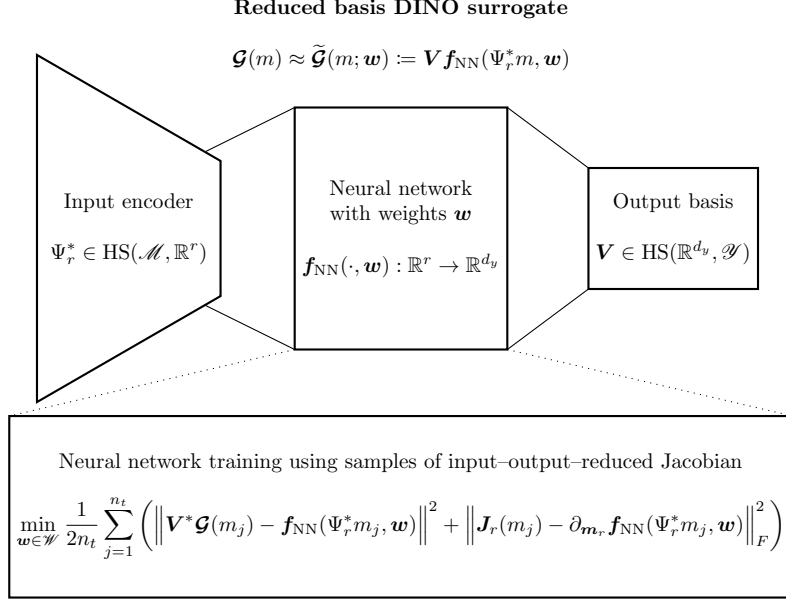 Reduced basis DINO surrogate
𝓖(m) ≈ 𝓖̃(m; 𝒘) ≔ 𝑽𝒇_NN(Ψ_r^* m, 𝒘)
Input encoder
Ψ_r^* ∈ HS(ℳ, ℝ^r)
Neural network
with weights 𝒘
𝒇_NN(·, 𝒘) : ℝ^r → ℝ^{d_y}
Output basis
𝑽 ∈ HS(ℝ^{d_y}, 𝒴)
Neural network training using samples of input–output–reduced Jacobian
min_{𝒘∈𝒲} \frac{1}{2n_t} ∑_{j=1}^{n_t} ( ‖𝑽^*𝓖(m_j) − 𝒇_NN(Ψ_r^* m_j, 𝒘)‖^2 + ‖𝑱_r(m_j) − ∂_{𝒎_r} 𝒇_NN(Ψ_r^* m_j, 𝒘)‖_F^2 )